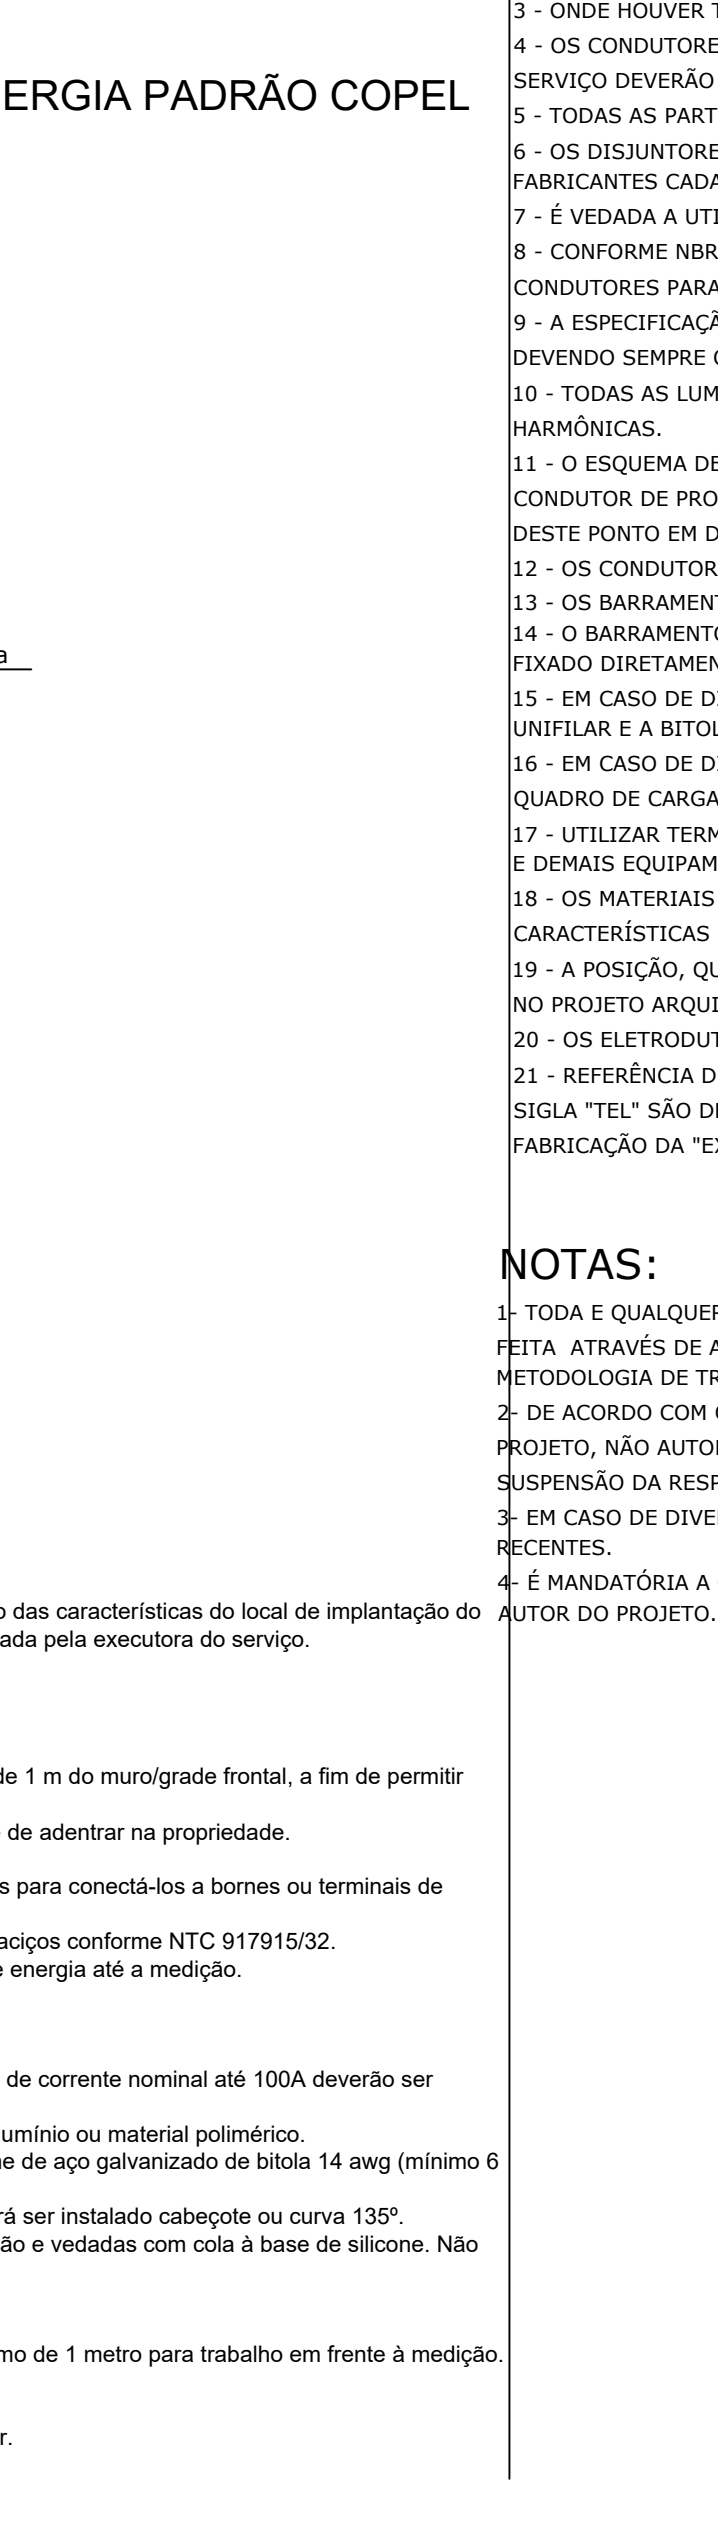 ERGIA PADRÃO COPEL
a
o das características do local de implantação do
ada pela executora do serviço.
de 1 m do muro/grade frontal, a fim de permitir
de adentrar na propriedade.
s para conectá-los a bornes ou terminais de
aciços conforme NTC 917915/32.
e energia até a medição.
de corrente nominal até 100A deverão ser
umínio ou material polimérico.
ne de aço galvanizado de bitola 14 awg (mínimo 6
rá ser instalado cabeçote ou curva 135º.
ão e vedadas com cola à base de silicone. Não
mo de 1 metro para trabalho em frente à medição.
r.
3 - ONDE HOUVER T
4 - OS CONDUTORE
SERVIÇO DEVERÃO
5 - TODAS AS PART
6 - OS DISJUNTORE
FABRICANTES CADA
7 - É VEDADA A UTI
8 - CONFORME NBR
CONDUTORES PARA
9 - A ESPECIFICAÇÃ
DEVENDO SEMPRE
10 - TODAS AS LUM
HARMÔNICAS.
11 - O ESQUEMA DE
CONDUTOR DE PRO
DESTE PONTO EM D
12 - OS CONDUTOR
13 - OS BARRAMENT
14 - O BARRAMENTO
FIXADO DIRETAMEN
15 - EM CASO DE DI
UNIFILAR E A BITOL
16 - EM CASO DE DI
QUADRO DE CARGA
17 - UTILIZAR TERM
E DEMAIS EQUIPAM
18 - OS MATERIAIS
CARACTERÍSTICAS
19 - A POSIÇÃO, QU
NO PROJETO ARQUI
20 - OS ELETRODUT
21 - REFERÊNCIA D
SIGLA "TEL" SÃO DE
FABRICAÇÃO DA "EX
NOTAS:
1- TODA E QUALQUER
FEITA ATRAVÉS DE A
METODOLOGIA DE TR
2- DE ACORDO COM
PROJETO, NÃO AUTOR
SUSPENSÃO DA RESP
3- EM CASO DE DIVER
RECENTES.
4- É MANDATÓRIA A
AUTOR DO PROJETO.